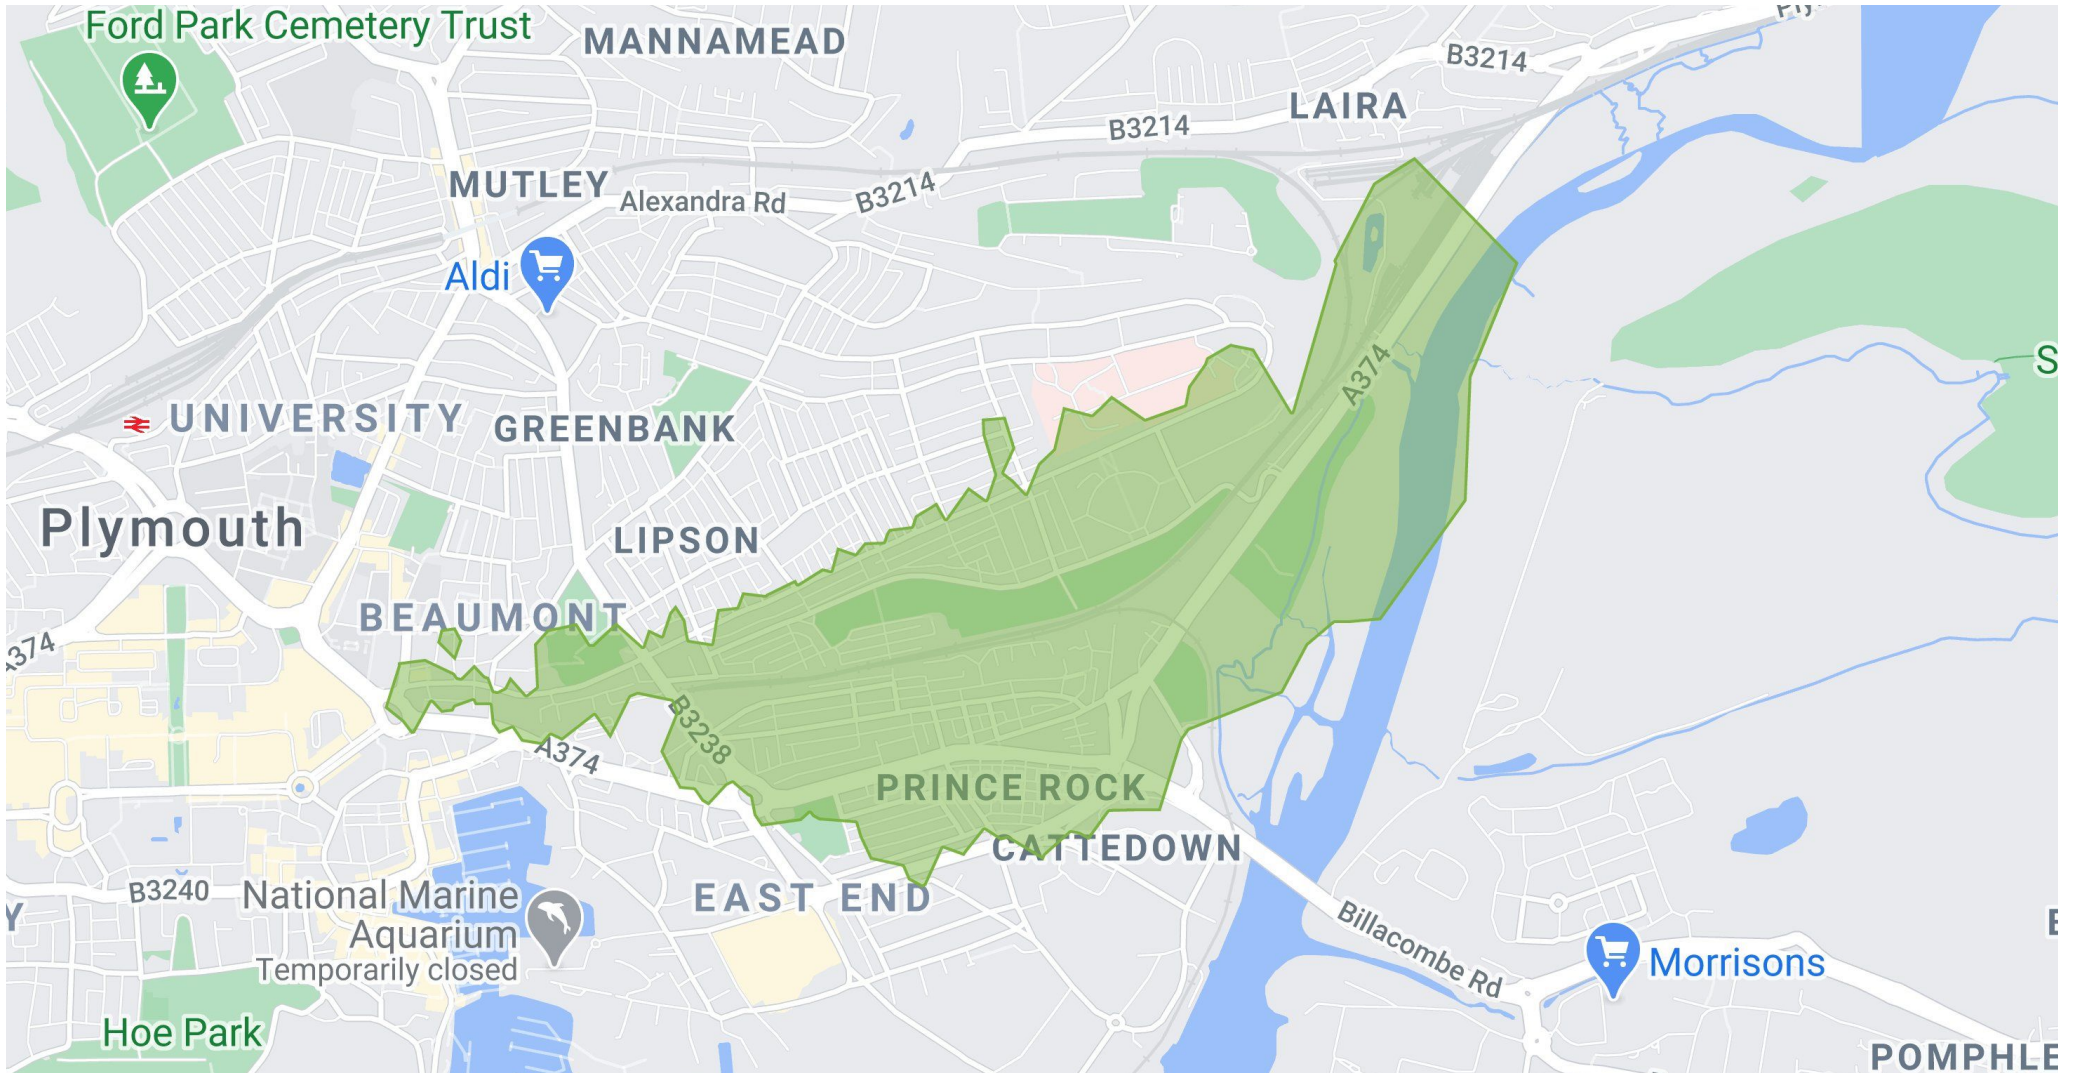 Ford Park Cemetery Trust
MANNAMEAD
B3214
LAIRA
B3214
MUTLEY
Alexandra Rd
B3214
Aldi
A374
UNIVERSITY
GREENBANK
Plymouth
LIPSON
BEAUMONT
A374
B3238
A374
PRINCE ROCK
CATTEDOWN
B3240
National Marine
Aquarium
Temporarily closed
EAST END
Billacombe Rd
Morrisons
Hoe Park
POMPHLE